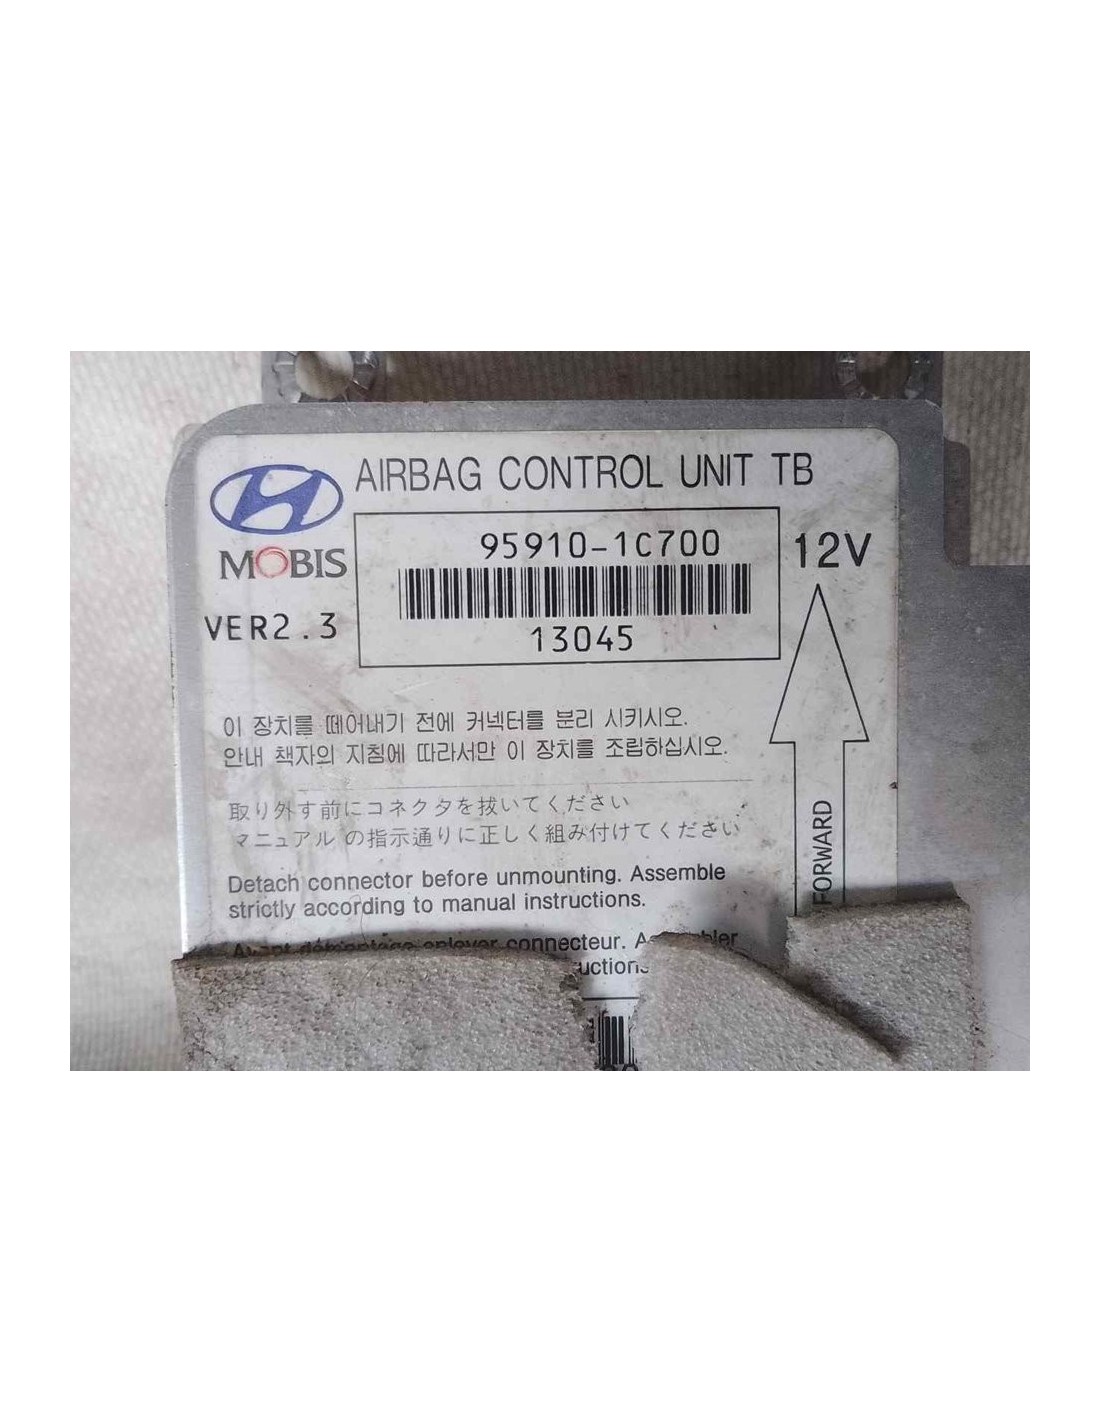 AIRBAG CONTROL UNIT TB
MOBIS
95910-1C700
12V
VER2.3
13045
이 장치를 떼어내기 전에 커넥터를 분리 시키시오.
안내 책자의 지침에 따라서만 이 장치를 조립하십시오.
取り外す前にコネクタを抜いてください
マニュアル の指示通りに正しく組み付けてください
FORWARD
Detach connector before unmounting. Assemble
strictly according to manual instructions.
Avant démontage enlever connecteur.